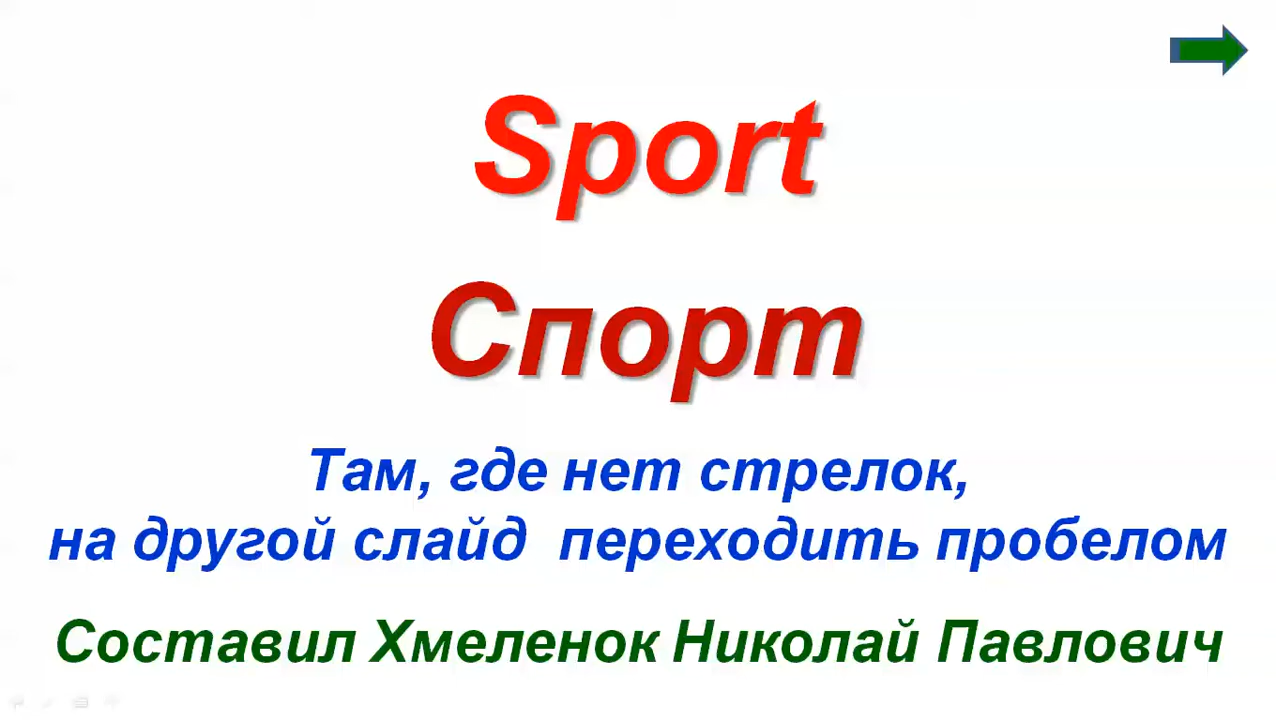 Sport
Спорт
Там, где нет стрелок,
на другой слайд переходить пробелом
Составил Хмеленок Николай Павлович